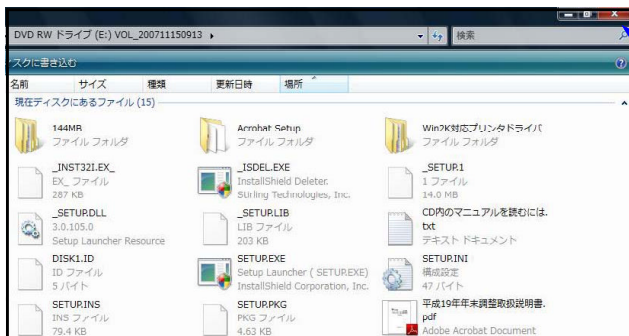 DVD RW ドライブ (E:) VOL_200711150913
検索
スクに書き込む
名前 サイズ 種類 更新日時 場所
現在ディスクにあるファイル (15)
144MB
ファイル フォルダ
Acrobat Setup
ファイル フォルダ
Win2K対応プリンタドライバ
ファイル フォルダ
_INST32I.EX_
EX_ ファイル
287 KB
_ISDEL.EXE
InstallShield Deleter.
Stirling Technologies, Inc.
_SETUP.1
1 ファイル
14.0 MB
_SETUP.DLL
3.0.105.0
Setup Launcher Resource
_SETUP.LIB
LIB ファイル
203 KB
CD内のマニュアルを読むには.
txt
テキスト ドキュメント
DISK1.ID
ID ファイル
5 バイト
SETUP.EXE
Setup Launcher ( SETUP.EXE)
InstallShield Corporation, Inc.
SETUP.INI
構成設定
47 バイト
SETUP.INS
INS ファイル
79.4 KB
SETUP.PKG
PKG ファイル
4.63 KB
平成19年年末調整取扱説明書.
pdf
Adobe Acrobat Document